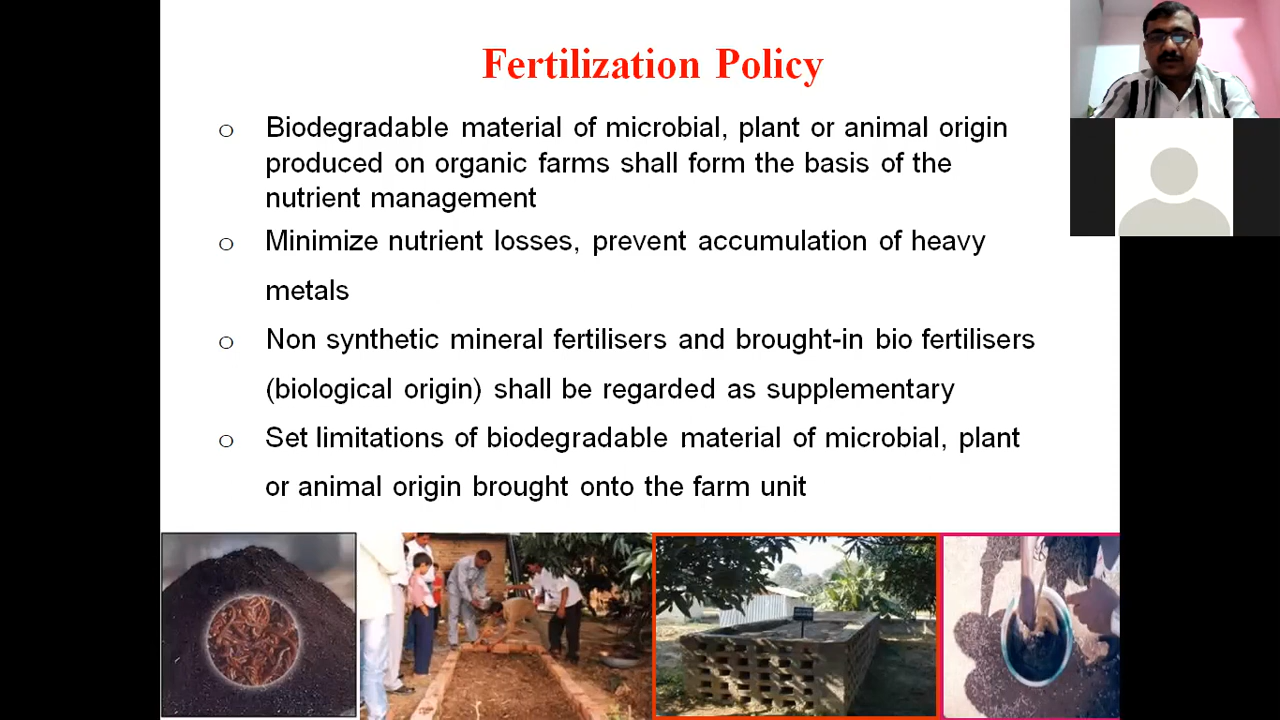 Fertilization Policy
o Biodegradable material of microbial, plant or animal origin
produced on organic farms shall form the basis of the
nutrient management
o Minimize nutrient losses, prevent accumulation of heavy
metals
o Non synthetic mineral fertilisers and brought-in bio fertilisers
(biological origin) shall be regarded as supplementary
o Set limitations of biodegradable material of microbial, plant
or animal origin brought onto the farm unit